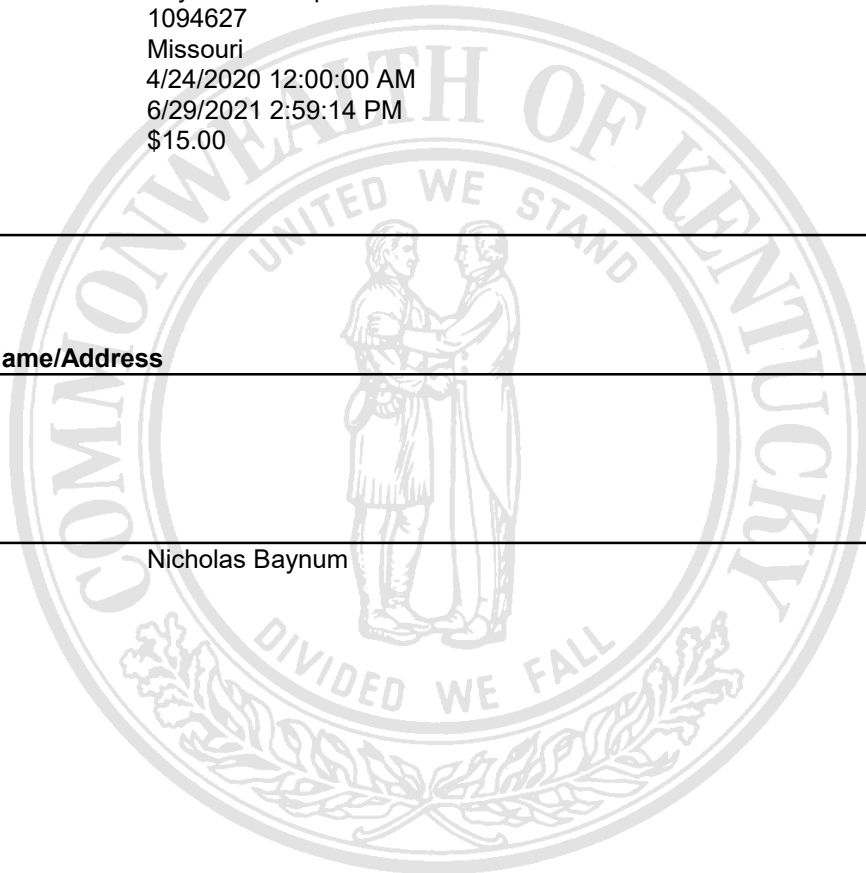 1094627
Missouri
4/24/2020 12:00:00 AM
6/29/2021 2:59:14 PM
$15.00
COMMONWEALTH OF KENTUCKY
UNITED WE STAND
ame/Address
Nicholas Baynum
DIVIDED WE FALL